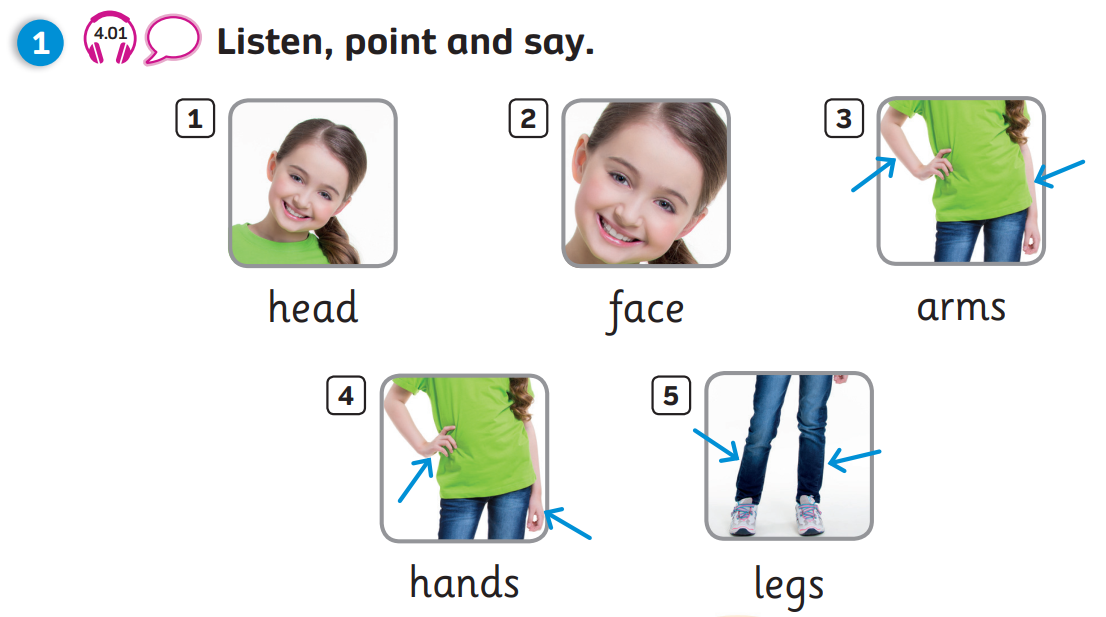 1 4.01 Listen, point and say.
1 2 3
head face arms
4 5
hands legs